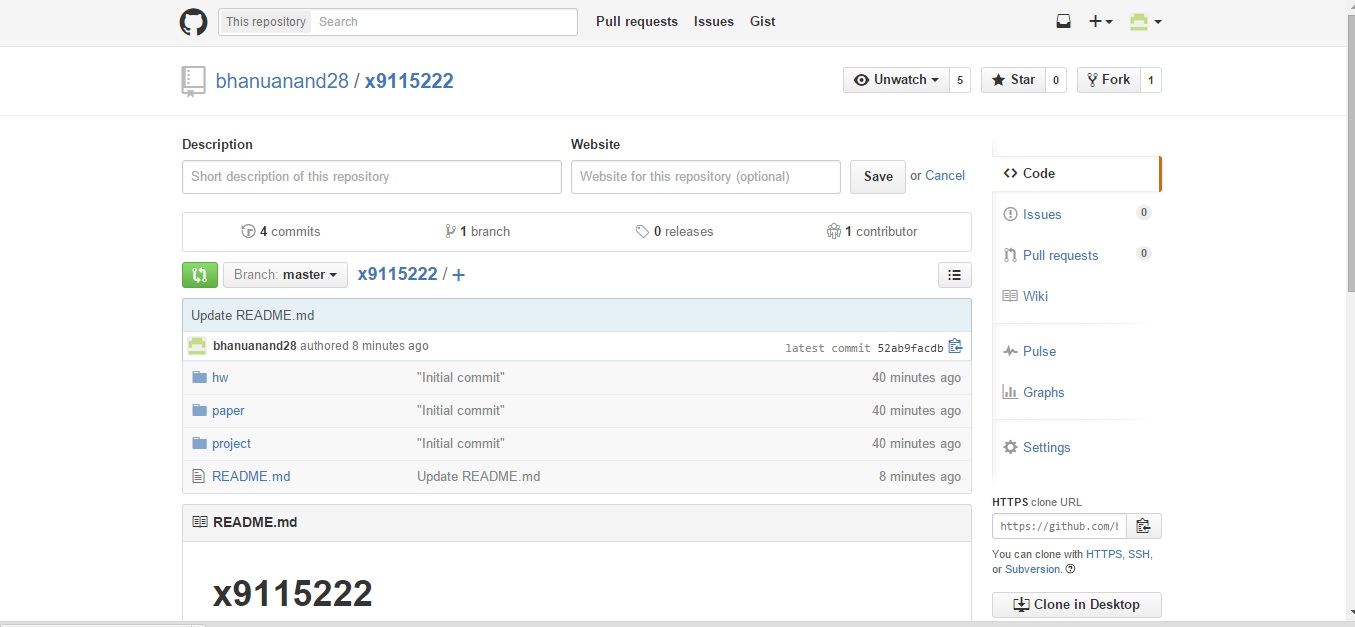 This repository Search Pull requests Issues Gist
bhanuanand28 / x9115222 Unwatch 5 Star 0 Fork 1
Description Website
Short description of this repository Website for this repository (optional) Save or Cancel
4 commits 1 branch 0 releases 1 contributor
Branch: master x9115222 / +
Update README.md
bhanuanand28 authored 8 minutes ago latest commit 52ab9facdb
hw "Initial commit" 40 minutes ago
paper "Initial commit" 40 minutes ago
project "Initial commit" 40 minutes ago
README.md Update README.md 8 minutes ago
README.md
x9115222
Code
Issues 0
Pull requests 0
Wiki
Pulse
Graphs
Settings
HTTPS clone URL
https://github.com/
You can clone with HTTPS, SSH,
or Subversion.
Clone in Desktop